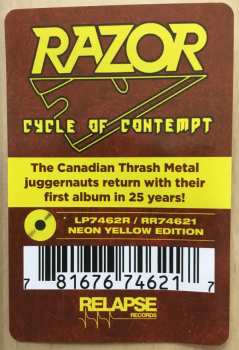 RAZOR
CYCLE OF CONTEMPT
The Canadian Thrash Metal
juggernauts return with their
first album in 25 years!
LP7462R / RR74621
NEON YELLOW EDITION
7 81676 74621 7
RELAPSE
RECORDS